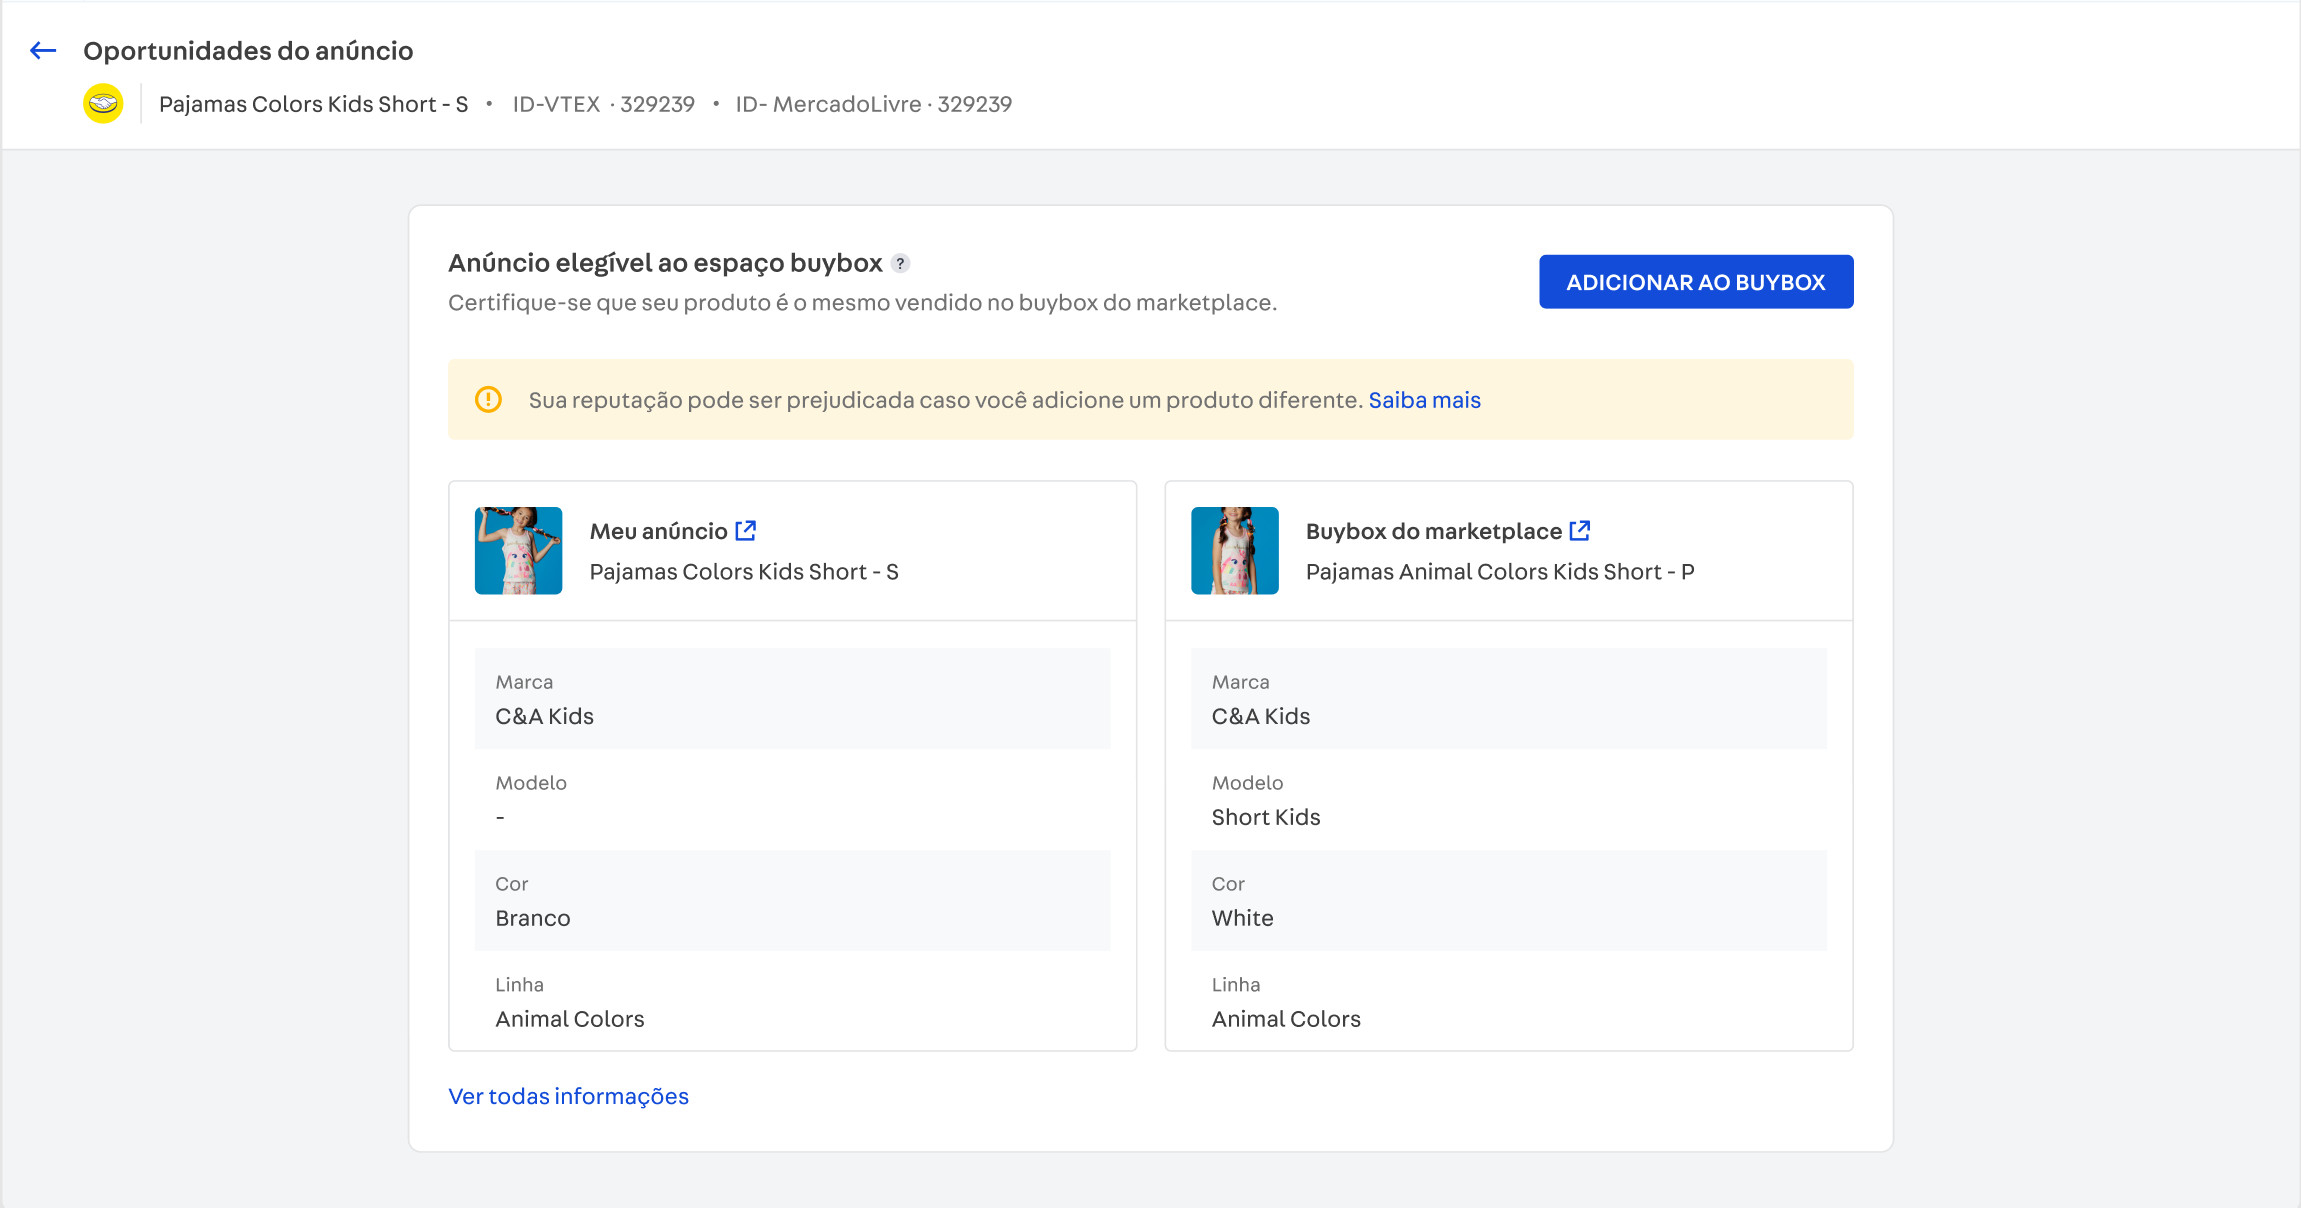 Oportunidades do anúncio
Pajamas Colors Kids Short - S • ID-VTEX · 329239 • ID- MercadoLivre · 329239
Anúncio elegível ao espaço buybox ?
Certifique-se que seu produto é o mesmo vendido no buybox do marketplace.
ADICIONAR AO BUYBOX
Sua reputação pode ser prejudicada caso você adicione um produto diferente. Saiba mais
Meu anúncio
Pajamas Colors Kids Short - S
Marca
C&A Kids
Modelo
-
Cor
Branco
Linha
Animal Colors
Buybox do marketplace
Pajamas Animal Colors Kids Short - P
Marca
C&A Kids
Modelo
Short Kids
Cor
White
Linha
Animal Colors
Ver todas informações